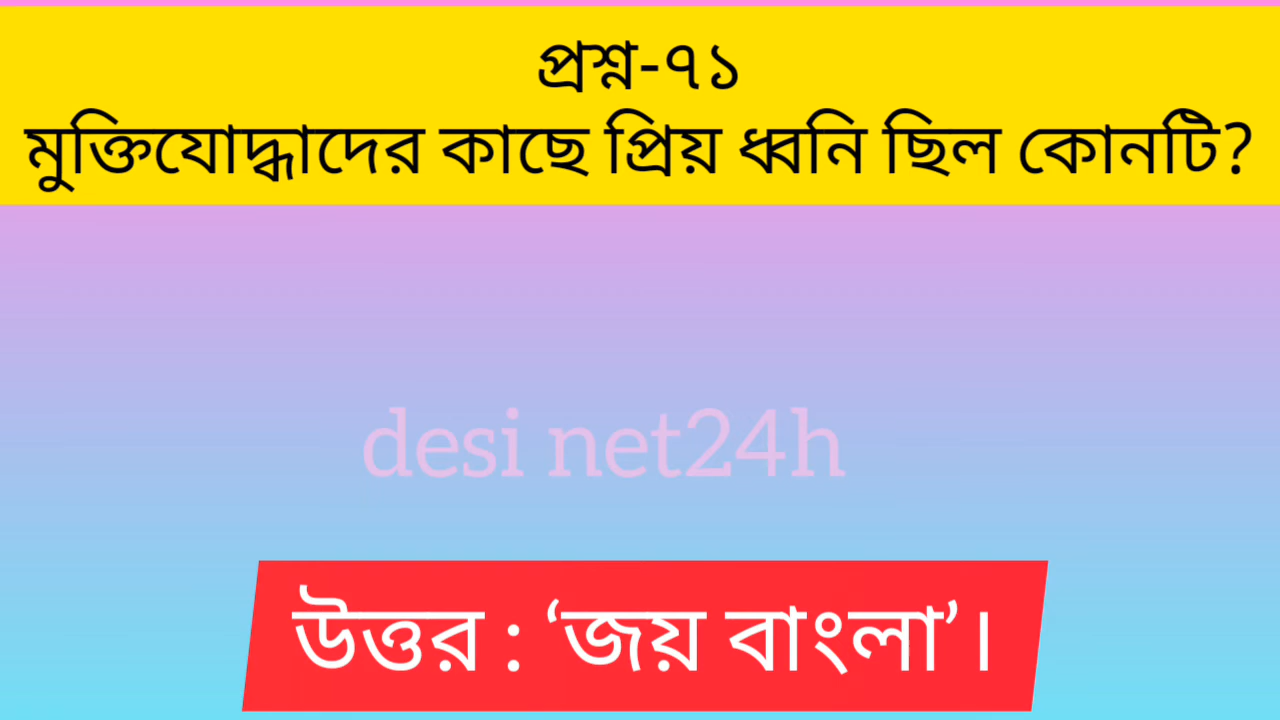 প্রশ্ন-৭১
মুক্তিযোদ্ধাদের কাছে প্রিয় ধ্বনি ছিল কোনটি?
desi net24h
উত্তর : ‘জয় বাংলা’।